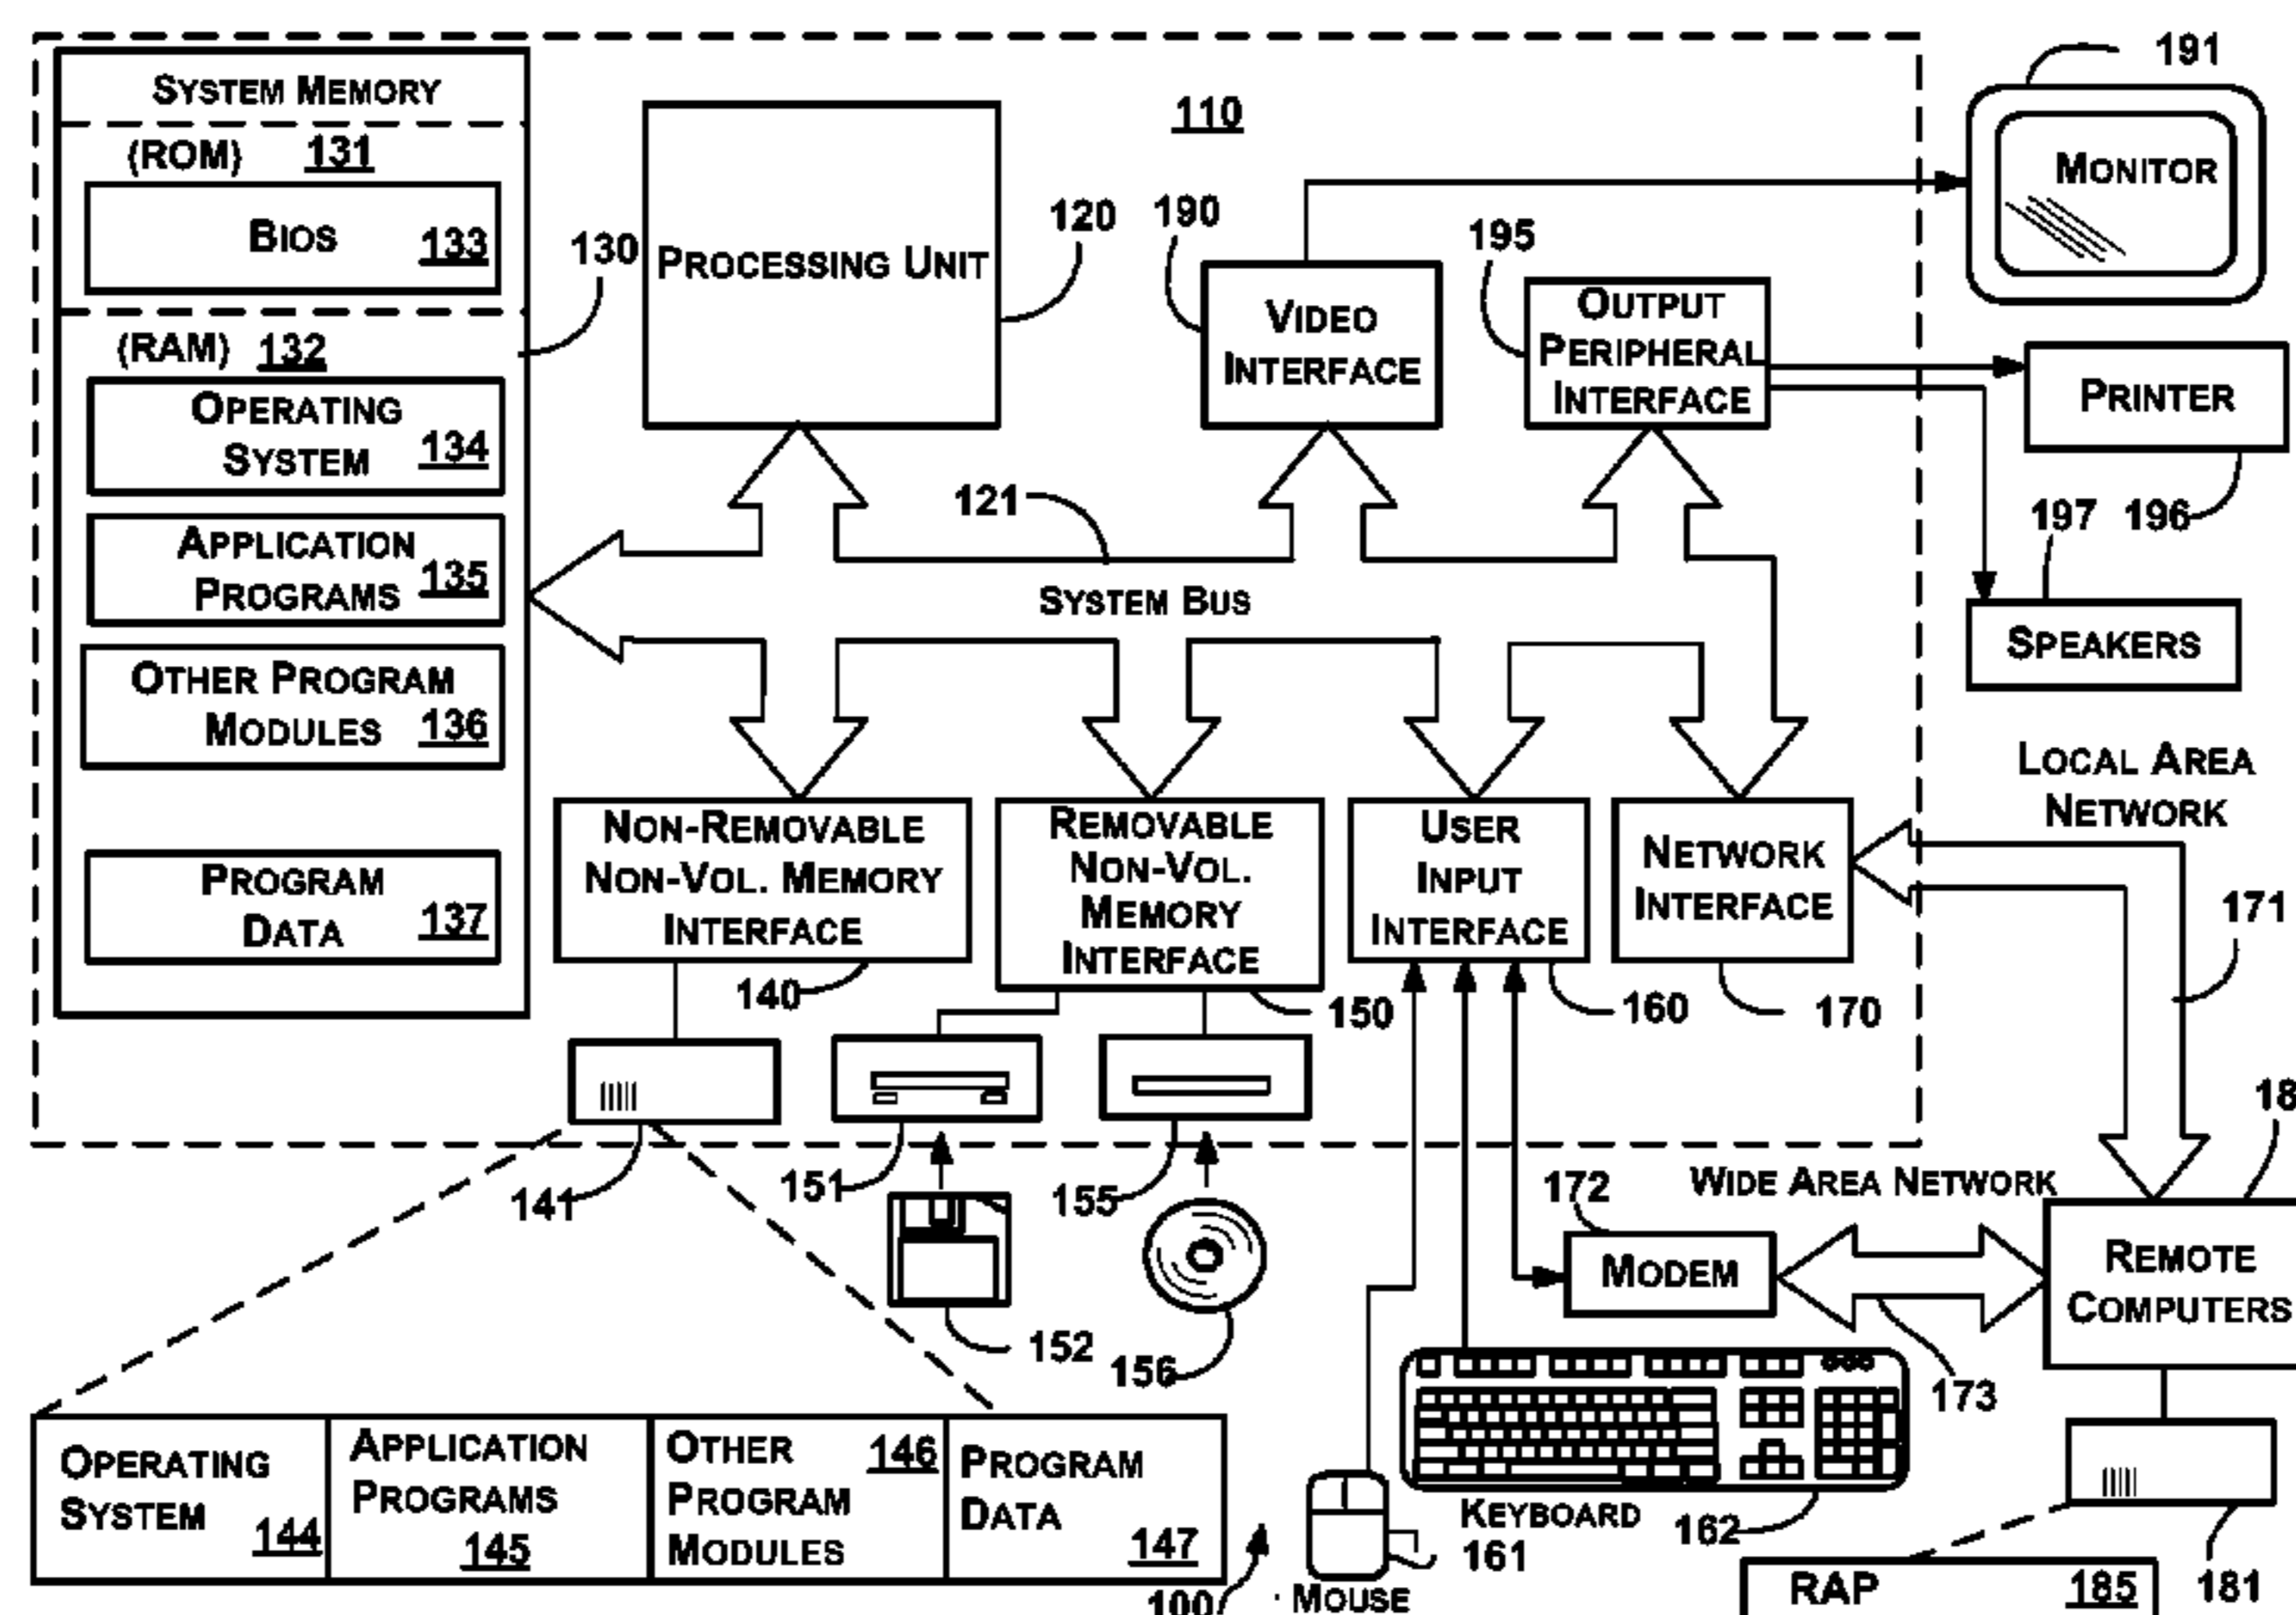 SYSTEM MEMORY
(ROM) 131
BIOS 133
130
(RAM) 132
OPERATING
SYSTEM 134
APPLICATION
PROGRAMS 135
OTHER PROGRAM
MODULES 136
PROGRAM
DATA 137
PROCESSING UNIT
120
110
190
VIDEO
INTERFACE
195
OUTPUT
PERIPHERAL
INTERFACE
191
MONITOR
PRINTER
197 196
SPEAKERS
121
SYSTEM BUS
NON-REMOVABLE
NON-VOL. MEMORY
INTERFACE
140
REMOVABLE
NON-VOL.
MEMORY
INTERFACE
150
USER
INPUT
INTERFACE
160
NETWORK
INTERFACE
170
LOCAL AREA
NETWORK
171
141
151
155
152
156
172
WIDE AREA NETWORK
MODEM
173
18
REMOTE
COMPUTERS
OPERATING
SYSTEM 144
APPLICATION
PROGRAMS
145
OTHER 146
PROGRAM
MODULES
PROGRAM
DATA
147
100
MOUSE
KEYBOARD
161
162
181
RAP 185